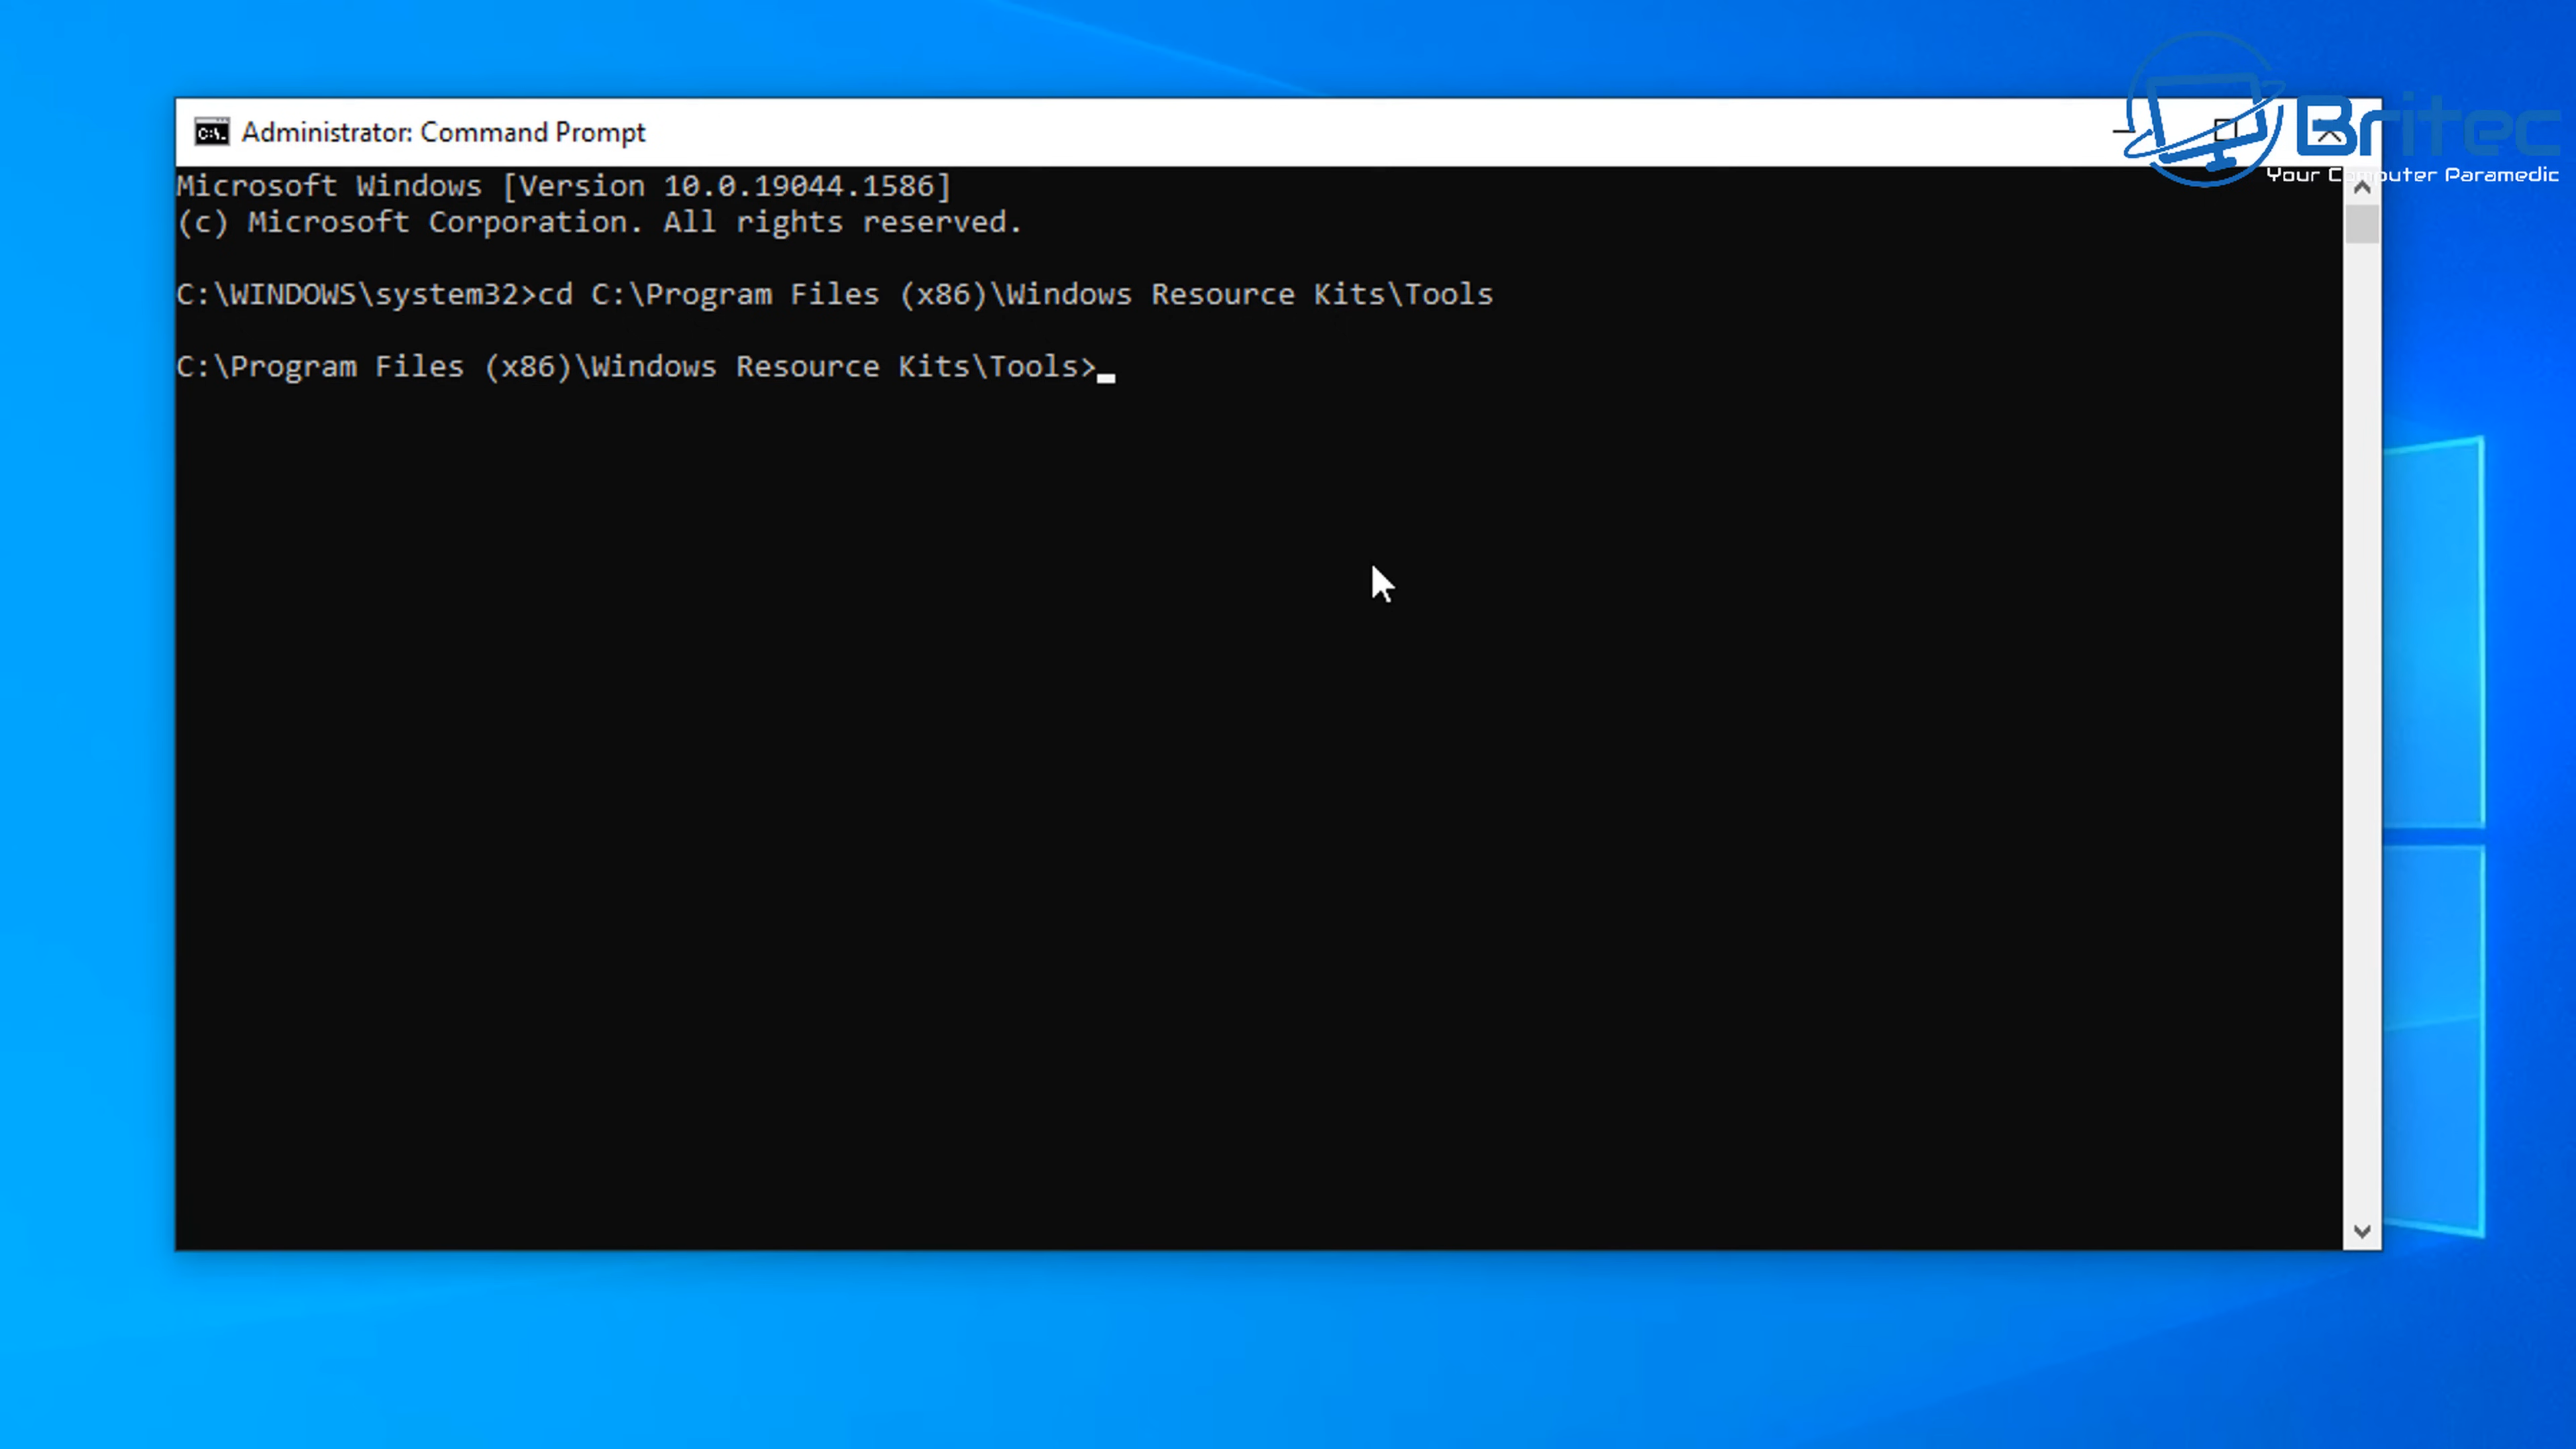 Britec
Your Computer Paramedic
Administrator: Command Prompt
Microsoft Windows [Version 10.0.19044.1586]
(c) Microsoft Corporation. All rights reserved.
C:\WINDOWS\system32>cd C:\Program Files (x86)\Windows Resource Kits\Tools
C:\Program Files (x86)\Windows Resource Kits\Tools>